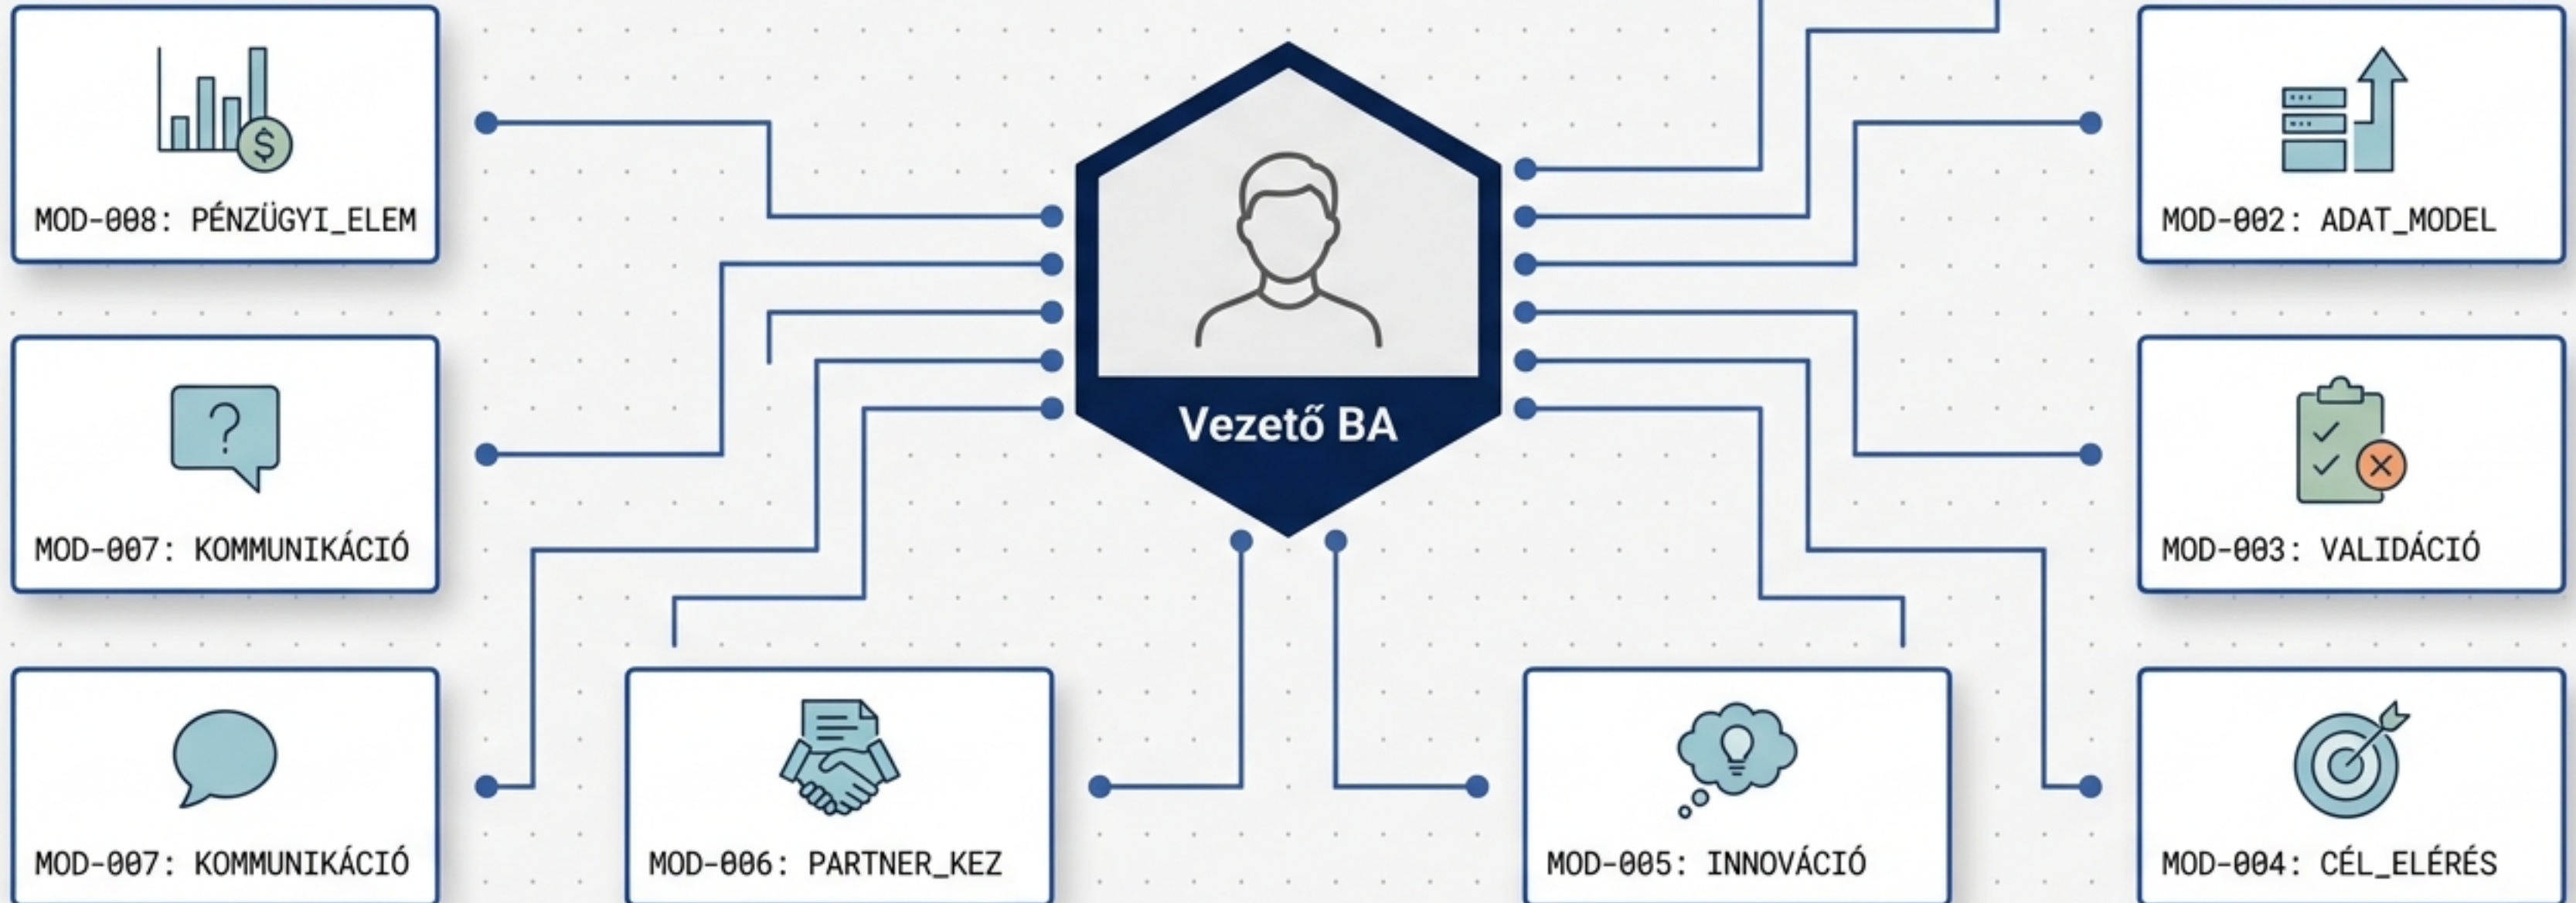 $
MOD-008: PÉNZÜGYI_ELEM
MOD-002: ADAT_MODEL
?
Vezető BA
MOD-007: KOMMUNIKÁCIÓ
MOD-003: VALIDÁCIÓ
MOD-007: KOMMUNIKÁCIÓ
MOD-006: PARTNER_KEZ
MOD-005: INNOVÁCIÓ
MOD-004: CÉL_ELÉRÉS